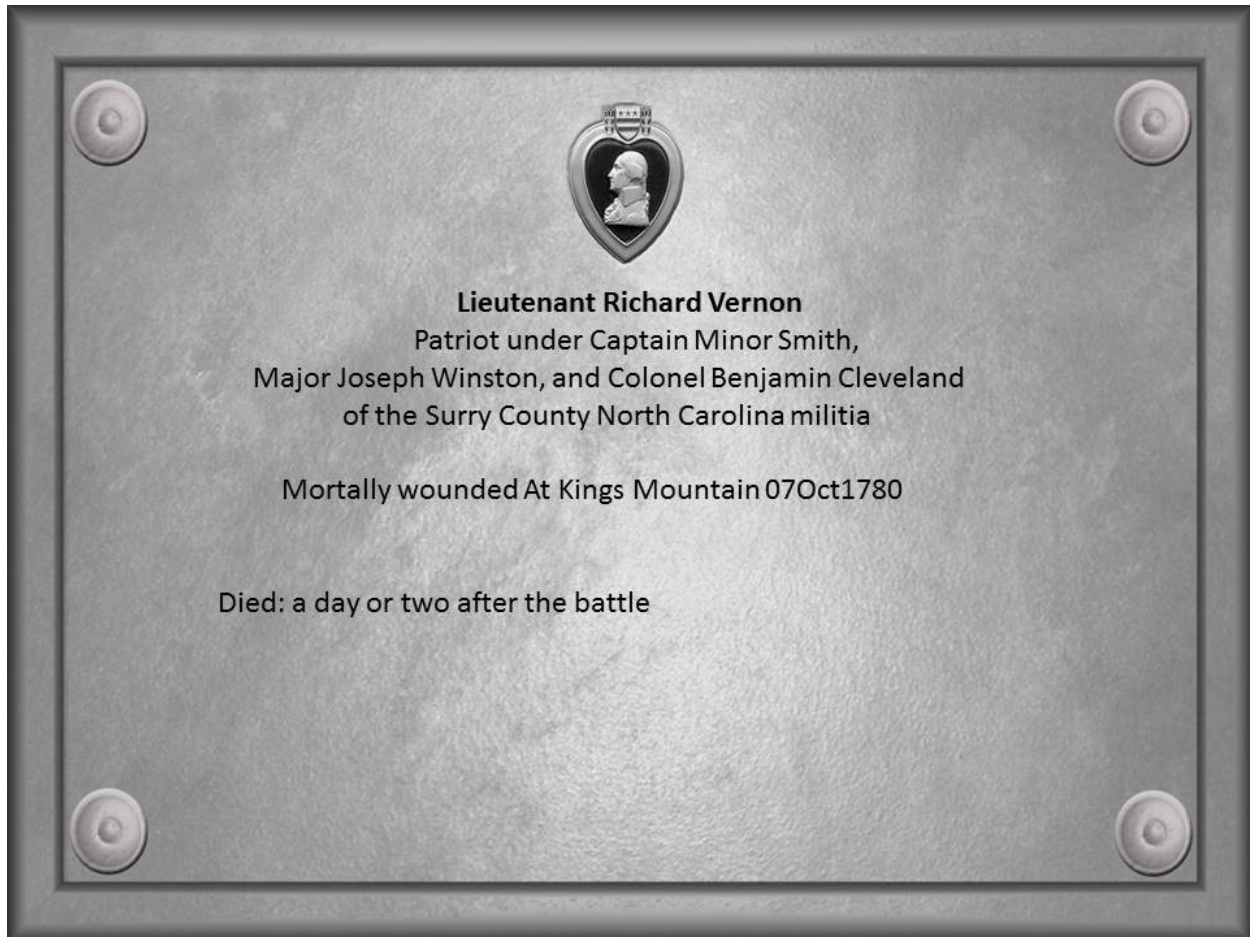 Lieutenant Richard Vernon
Patriot under Captain Minor Smith,
Major Joseph Winston, and Colonel Benjamin Cleveland
of the Surry County North Carolina militia
Mortally wounded At Kings Mountain 07Oct1780
Died: a day or two after the battle